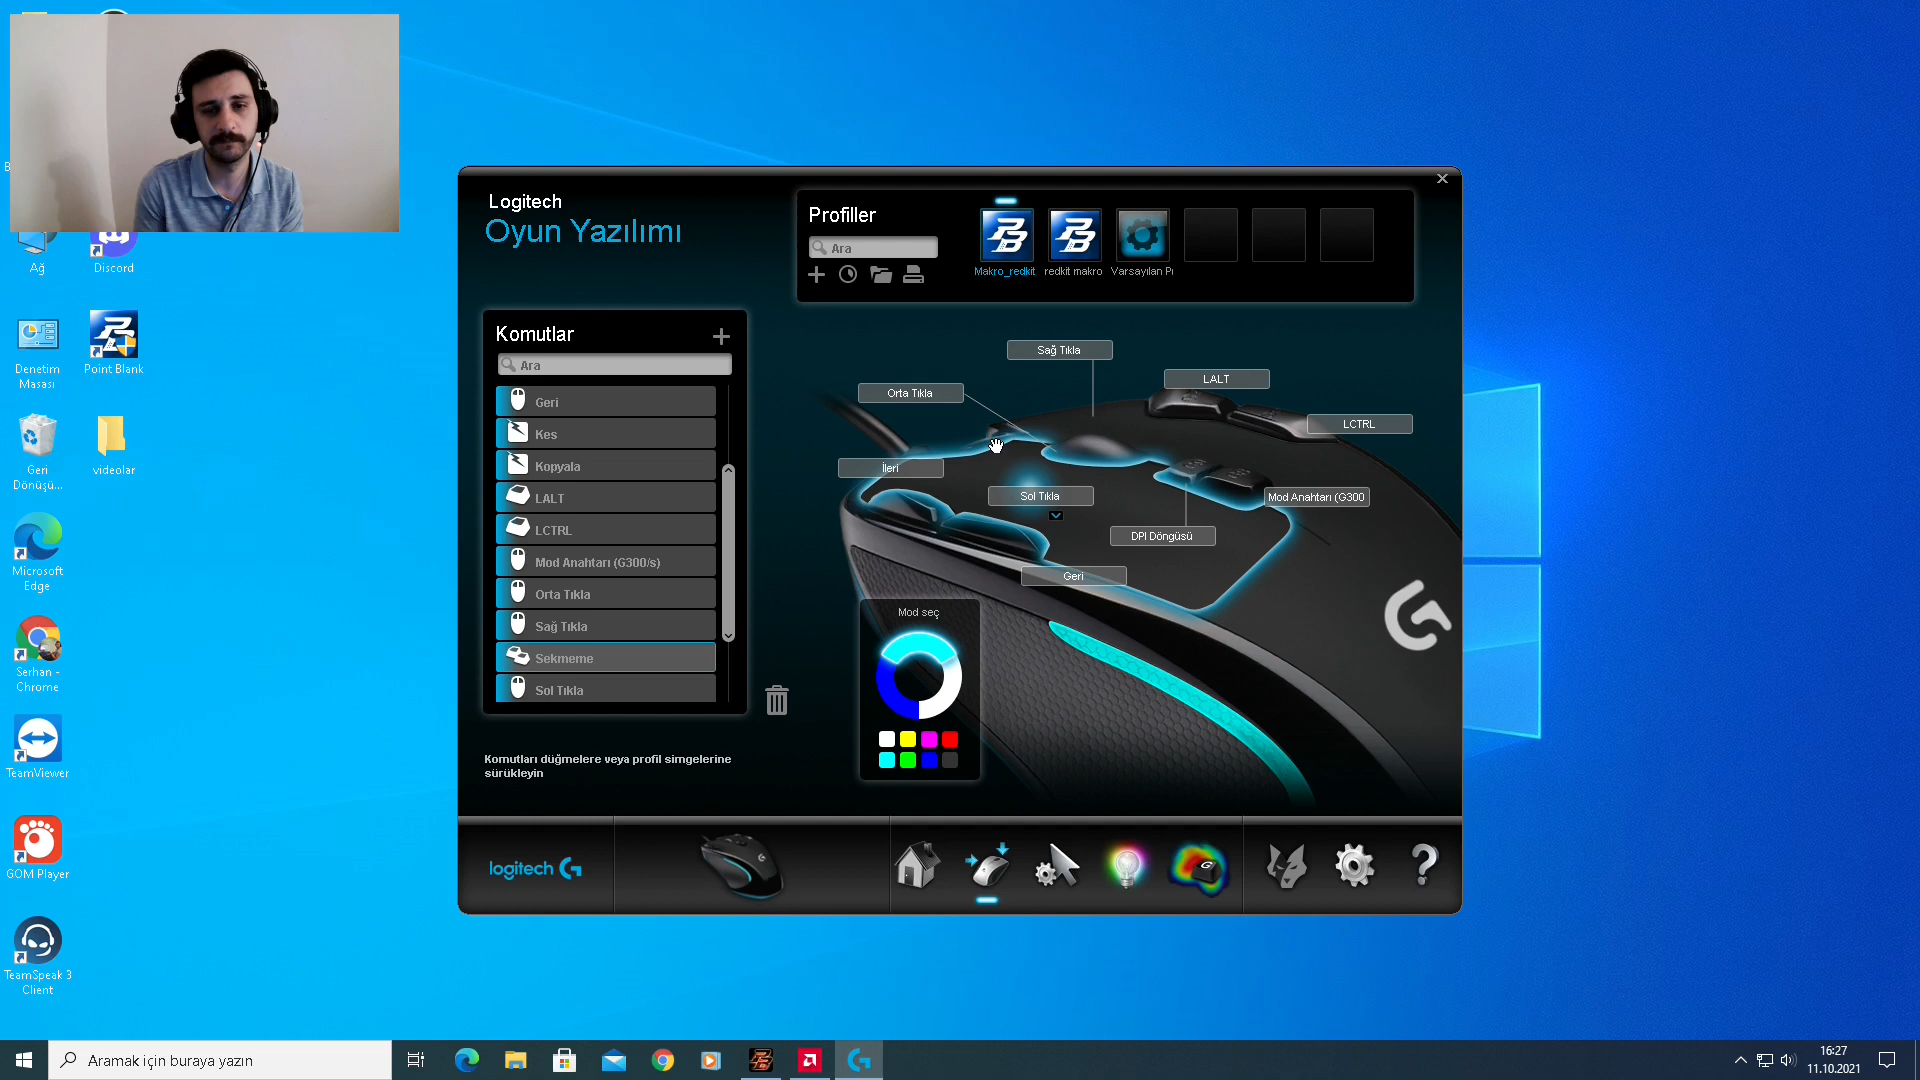 B
Ağ
Discord
Denetim
Masası
Point Blank
Geri
Dönüşü...
videolar
Microsoft
Edge
Serhan -
Chrome
TeamViewer
GOM Player
TeamSpeak 3
Client
Logitech
Oyun Yazılımı
Profiller
Ara
Makro_redkit
redkit makro
Varsayılan Pr
Komutlar
Ara
Geri
Kes
Kopyala
LALT
LCTRL
Mod Anahtarı (G300/s)
Orta Tıkla
Sağ Tıkla
Sekmeme
Sol Tıkla
Komutları düğmelere veya profil simgelerine
sürükleyin
Sağ Tıkla
Orta Tıkla
LALT
LCTRL
İleri
Sol Tıkla
Mod Anahtarı (G300
DPI Döngüsü
Geri
Mod seç
logitech G
Aramak için buraya yazın
16:27
11.10.2021